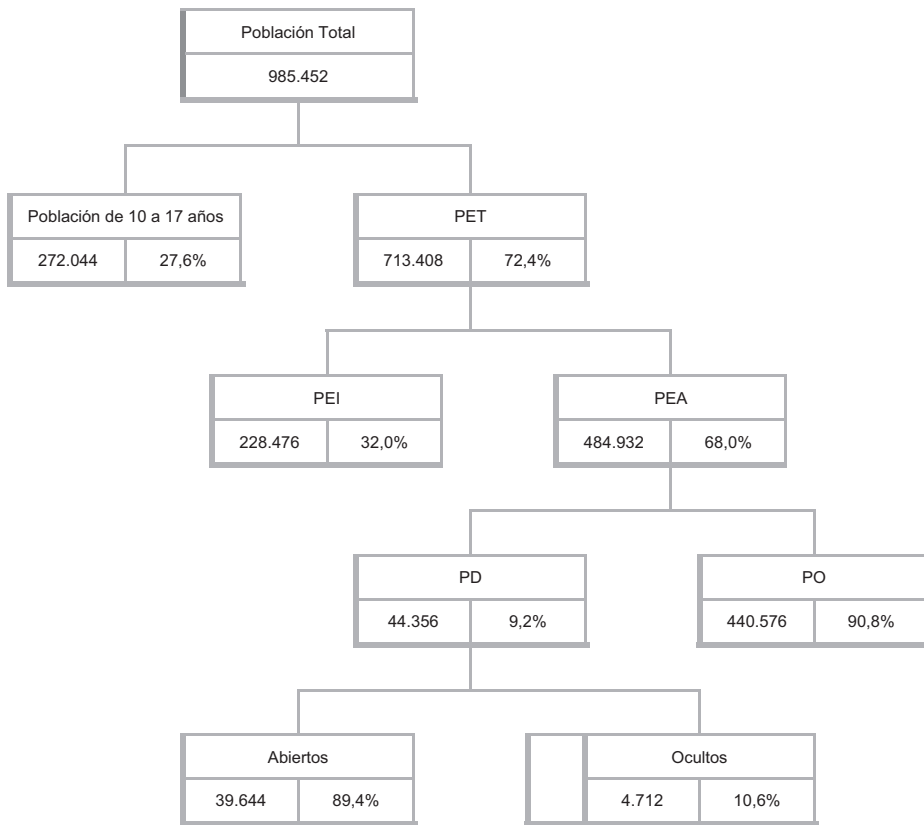 Población Total
985.452
Población de 10 a 17 años
272.044 27,6%
PET
713.408 72,4%
PEI
228.476 32,0%
PEA
484.932 68,0%
PD
44.356 9,2%
PO
440.576 90,8%
Abiertos
39.644 89,4%
Ocultos
4.712 10,6%